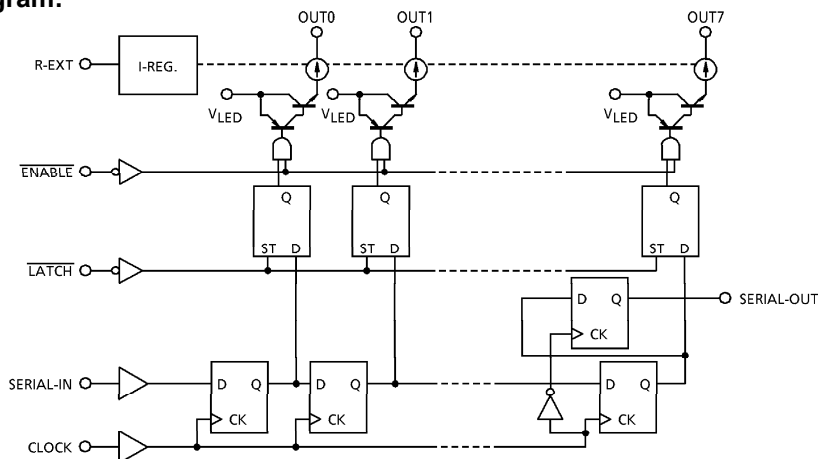 gram:
OUT0 OUT1 OUT7
R-EXT I-REG.
VLED VLED VLED
ENABLE
Q Q Q
ST D ST D ST D
LATCH
D Q SERIAL-OUT
CK
SERIAL-IN D Q D Q D Q
CK CK CK
CLOCK